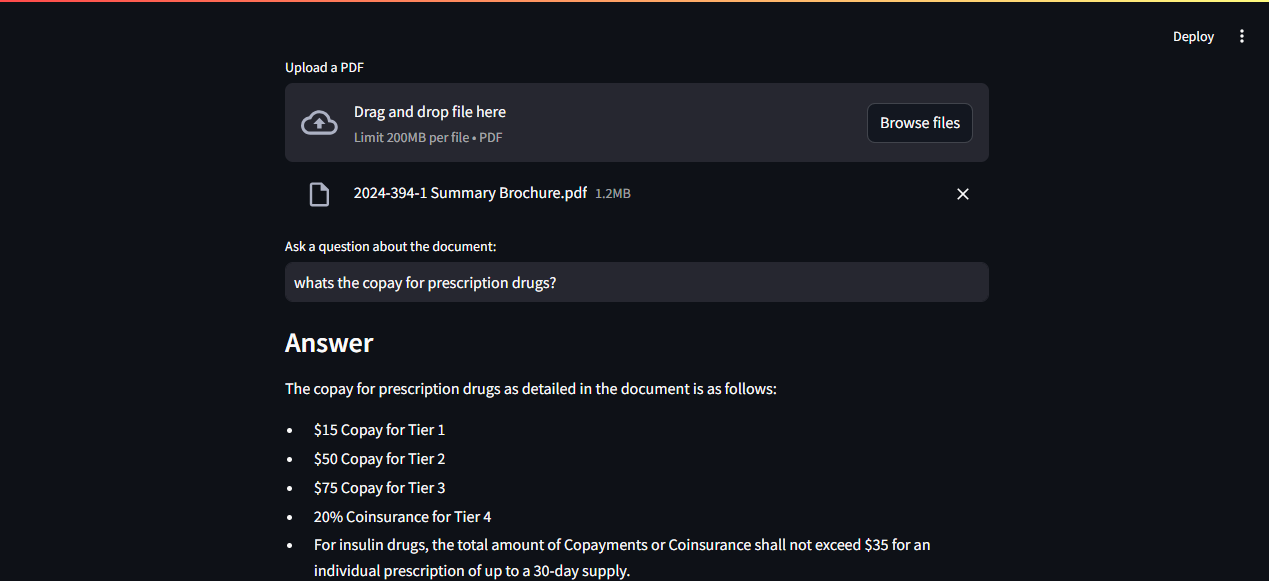 Deploy
Upload a PDF
Drag and drop file here
Browse files
Limit 200MB per file • PDF
2024-394-1 Summary Brochure.pdf 1.2MB
Ask a question about the document:
whats the copay for prescription drugs?
Answer
The copay for prescription drugs as detailed in the document is as follows:
• $15 Copay for Tier 1
• $50 Copay for Tier 2
• $75 Copay for Tier 3
• 20% Coinsurance for Tier 4
• For insulin drugs, the total amount of Copayments or Coinsurance shall not exceed $35 for an
individual prescription of up to a 30-day supply.